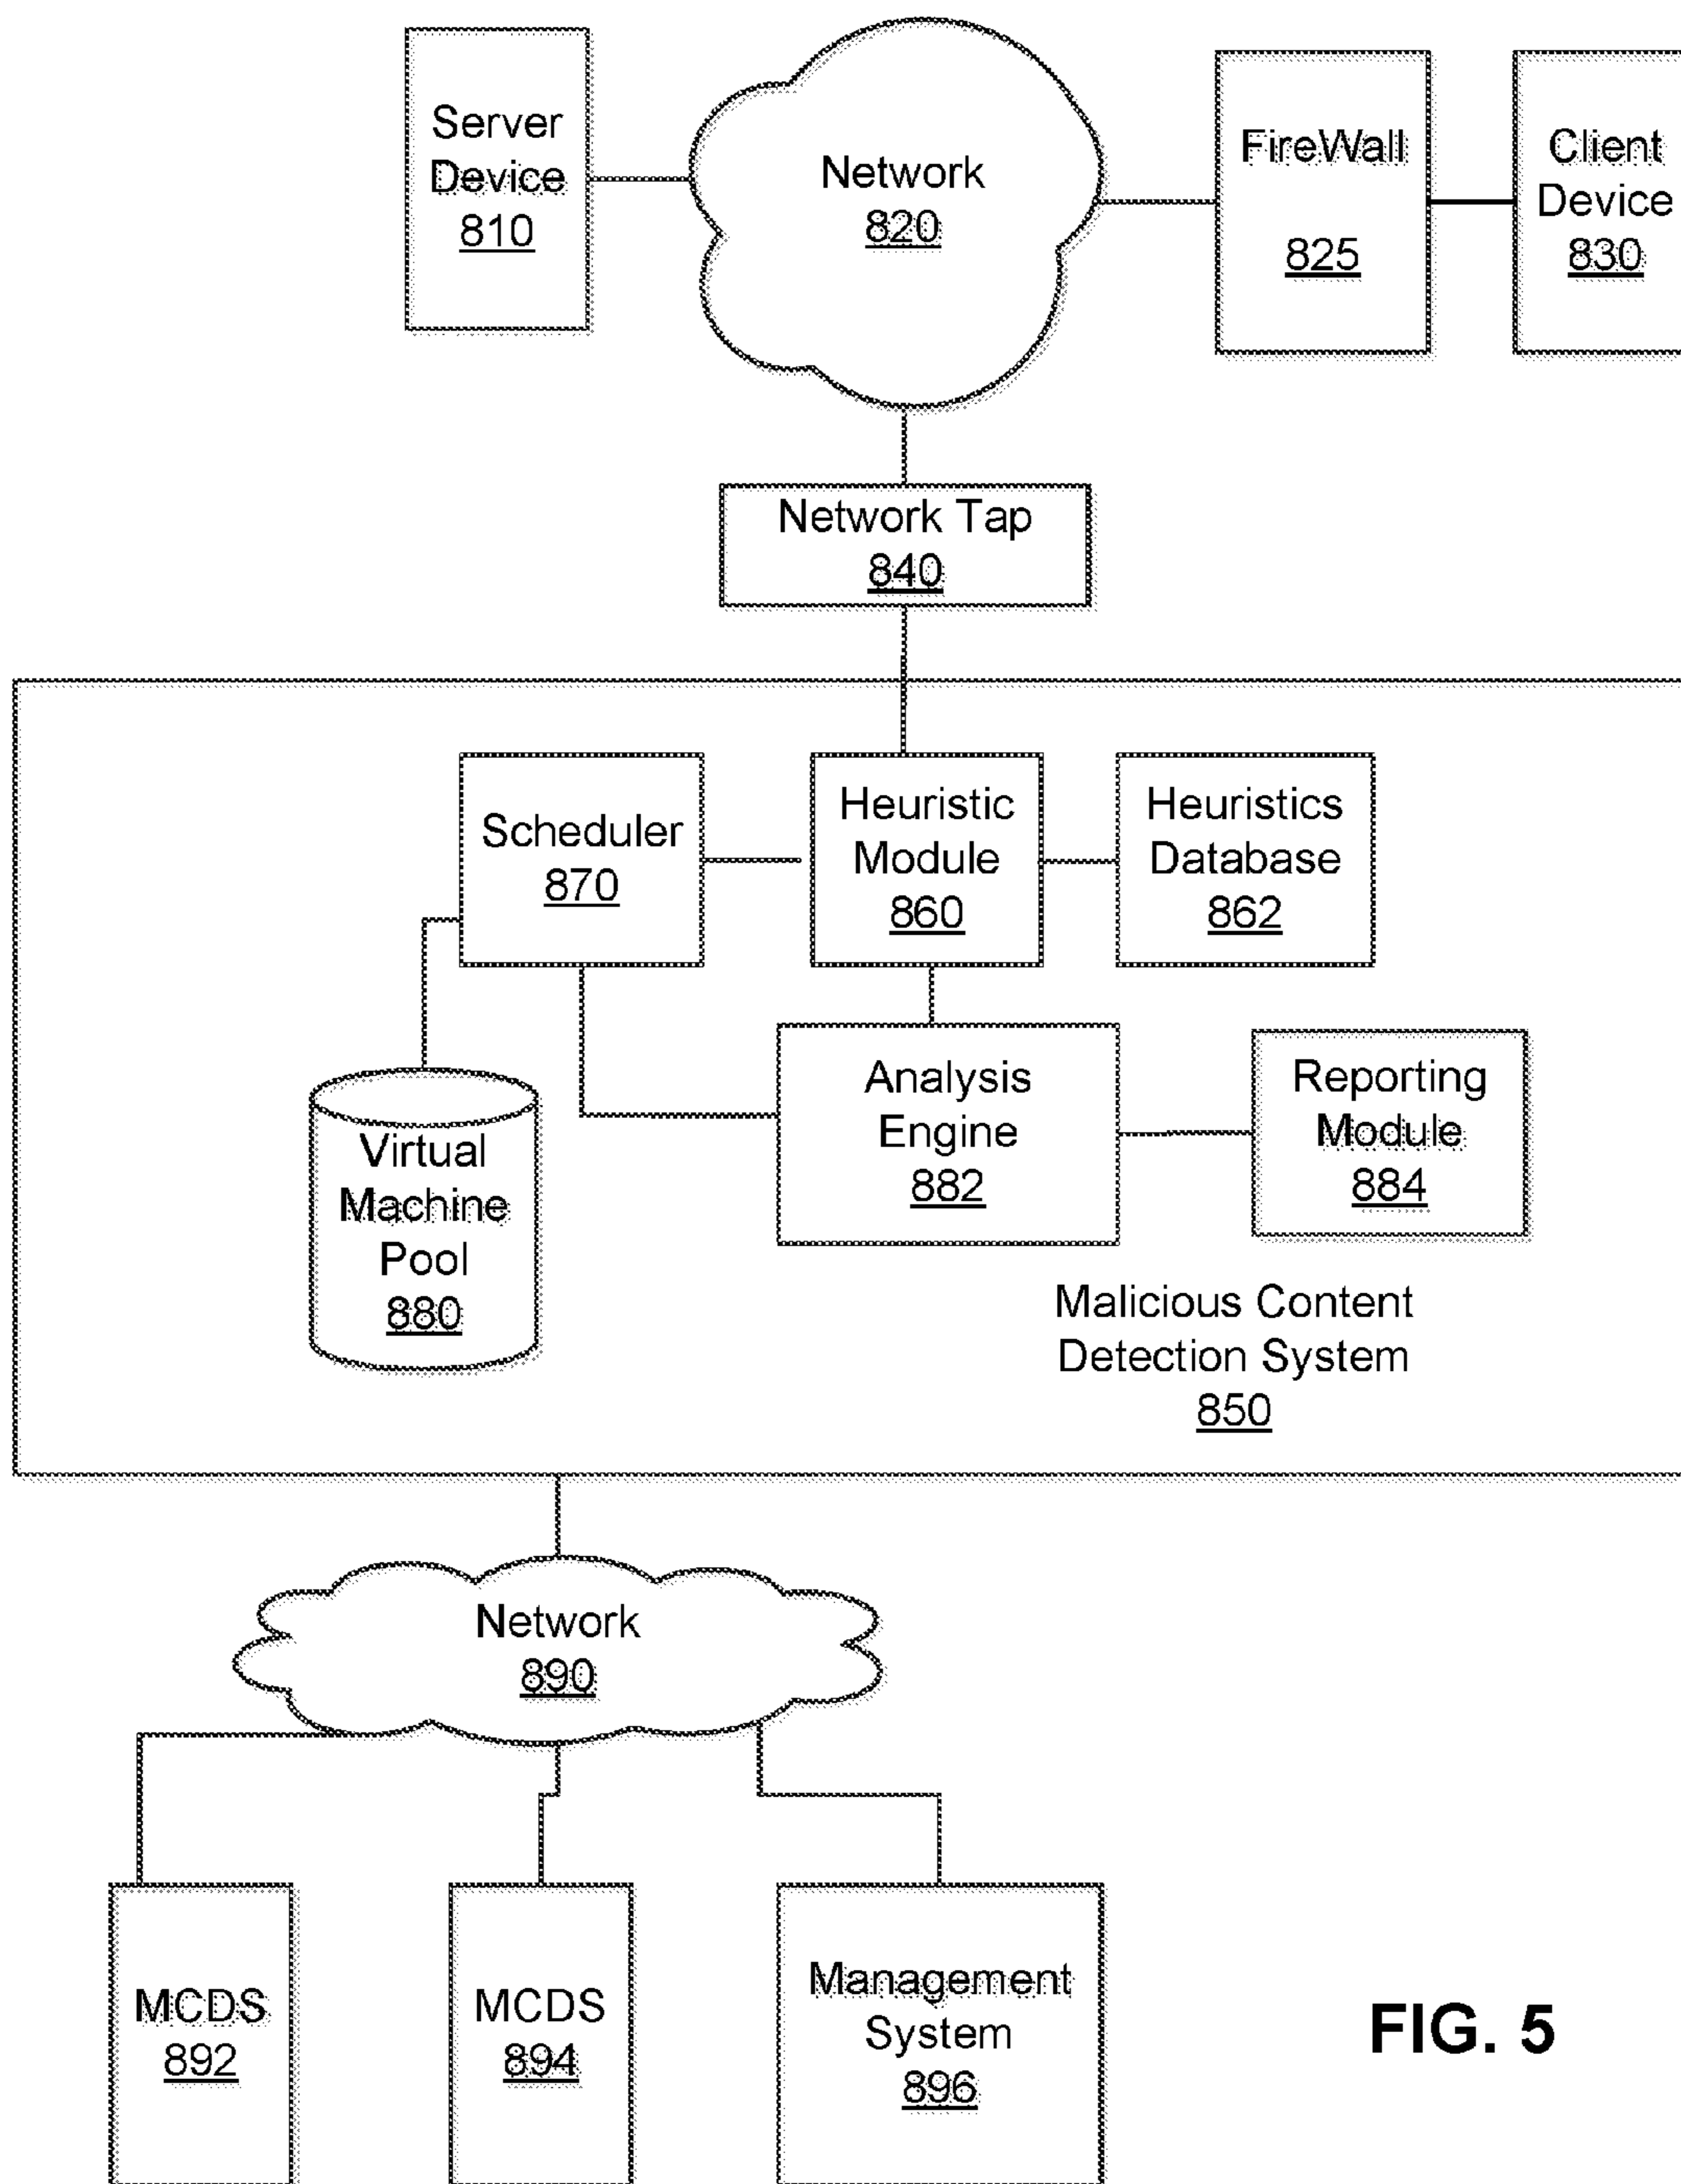 Server
Device
810
Network
820
FireWall
825
Client
Device
830
Network Tap
840
Scheduler
870
Heuristic
Module
860
Heuristics
Database
862
Virtual
Machine
Pool
880
Analysis
Engine
882
Reporting
Module
884
Malicious Content
Detection System
850
Network
890
MCDS
892
MCDS
894
Management
System
896
FIG. 5